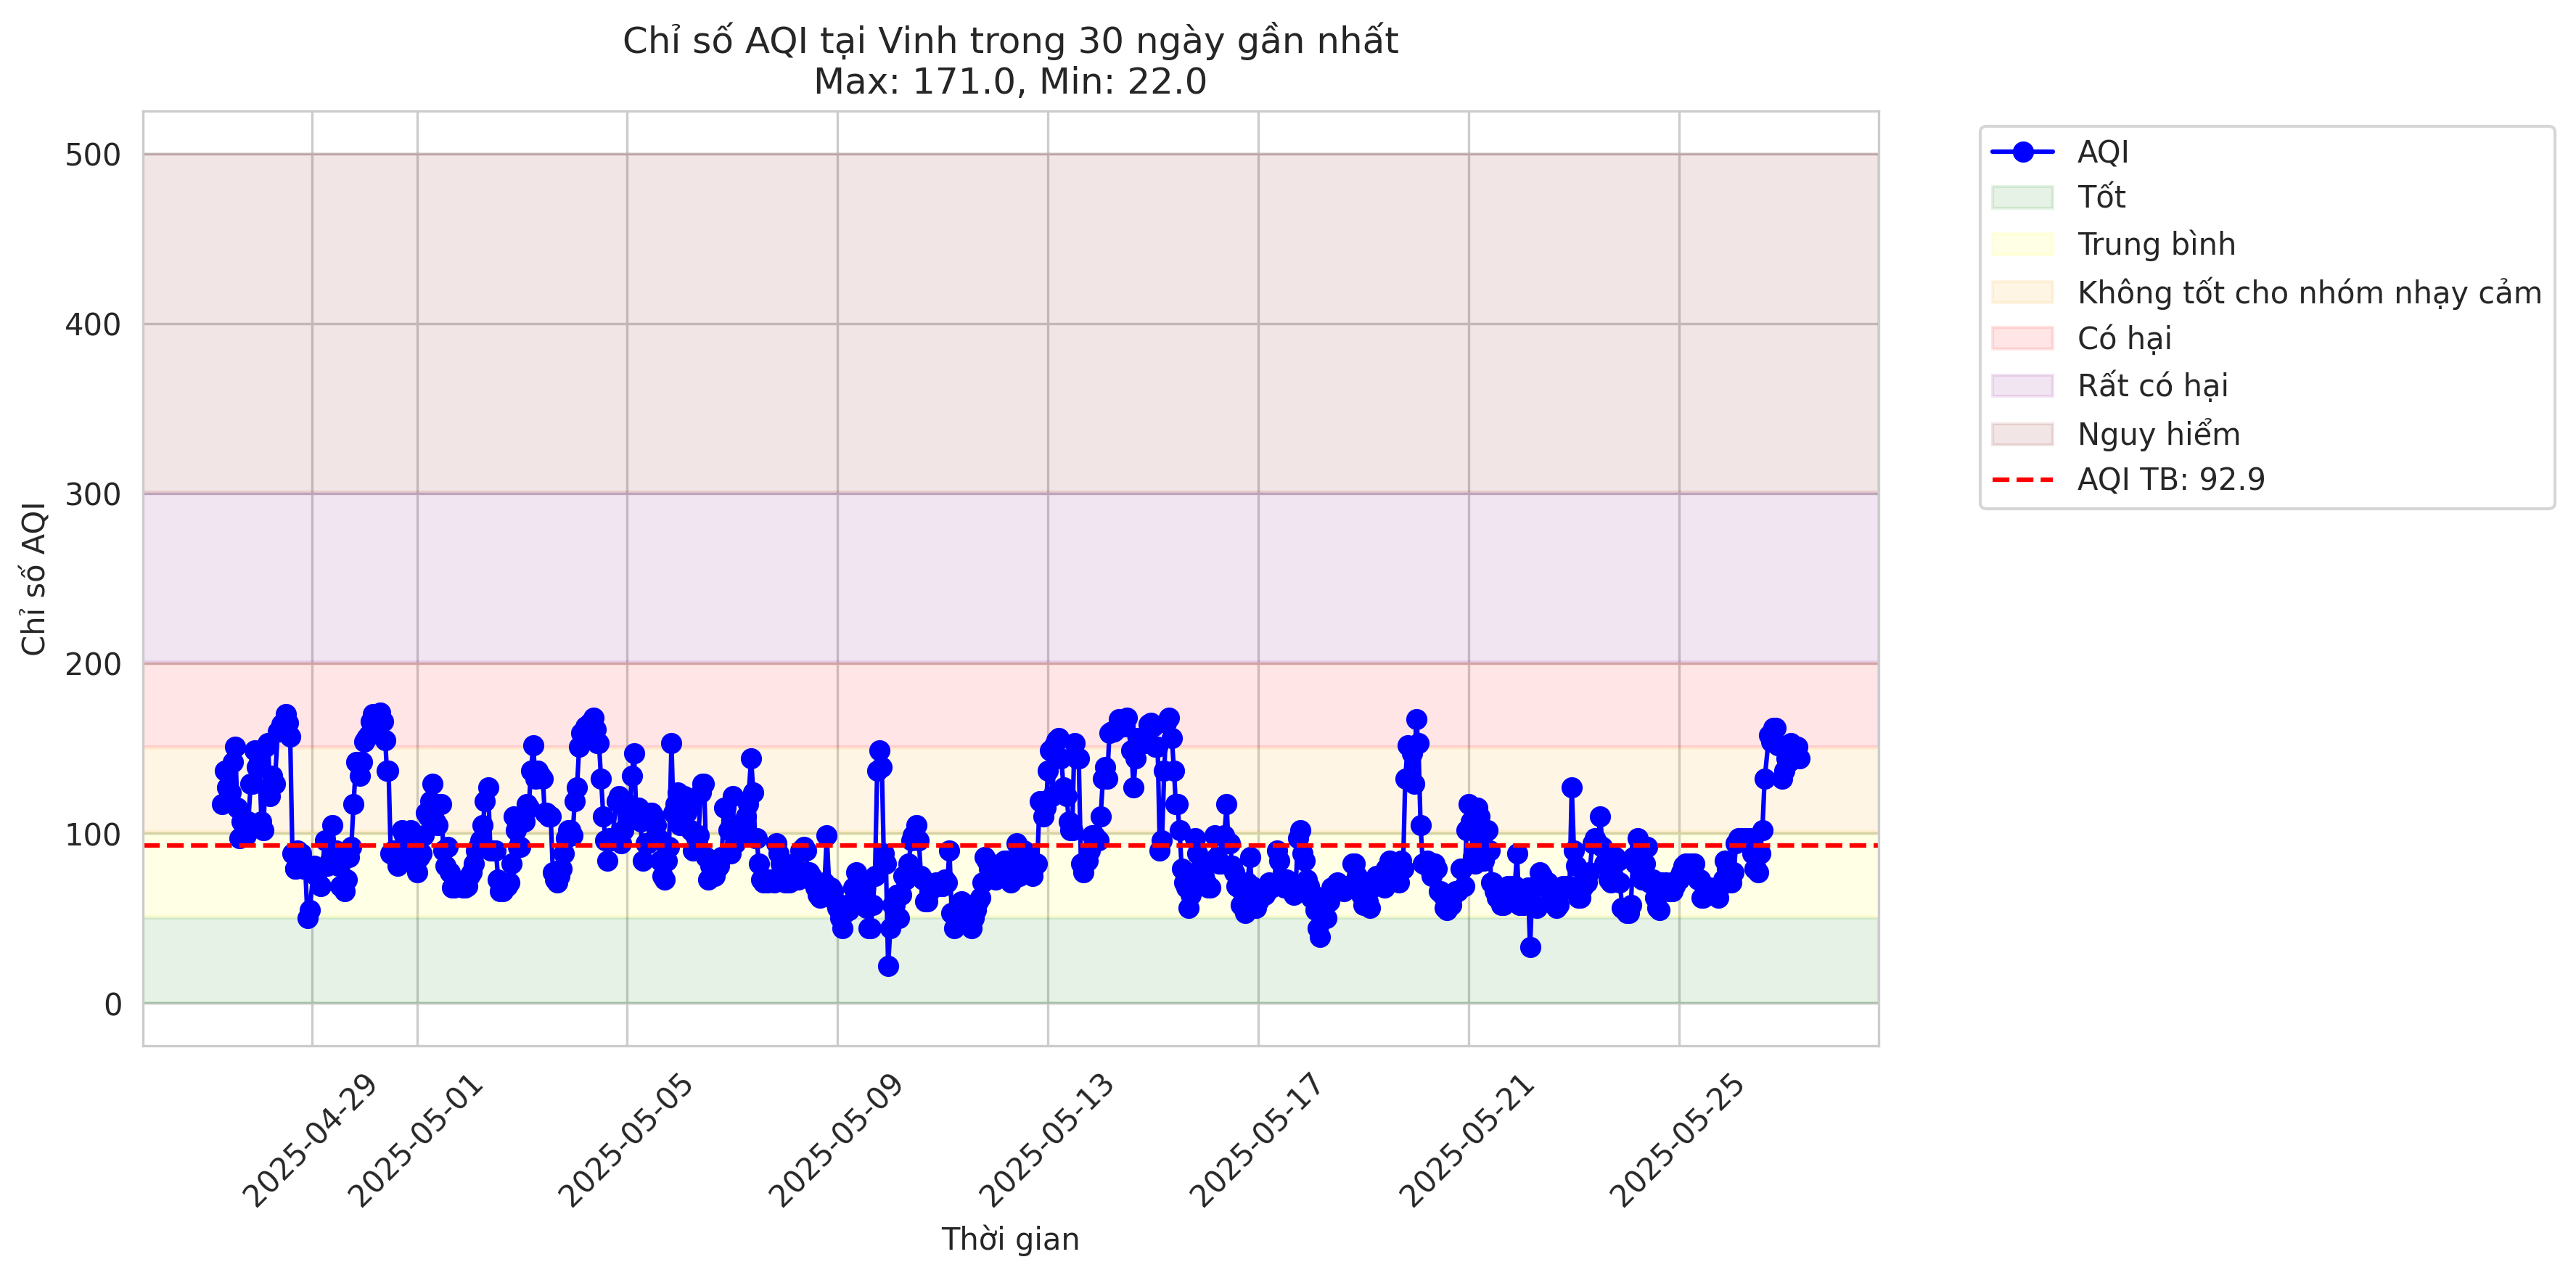 Chỉ số AQI tại Vinh trong 30 ngày gần nhất
Max: 171.0, Min: 22.0
Chỉ số AQI
500
400
300
200
100
0
2025-04-29
2025-05-01
2025-05-05
2025-05-09
2025-05-13
2025-05-17
2025-05-21
2025-05-25
Thời gian
AQI
Tốt
Trung bình
Không tốt cho nhóm nhạy cảm
Có hại
Rất có hại
Nguy hiểm
AQI TB: 92.9